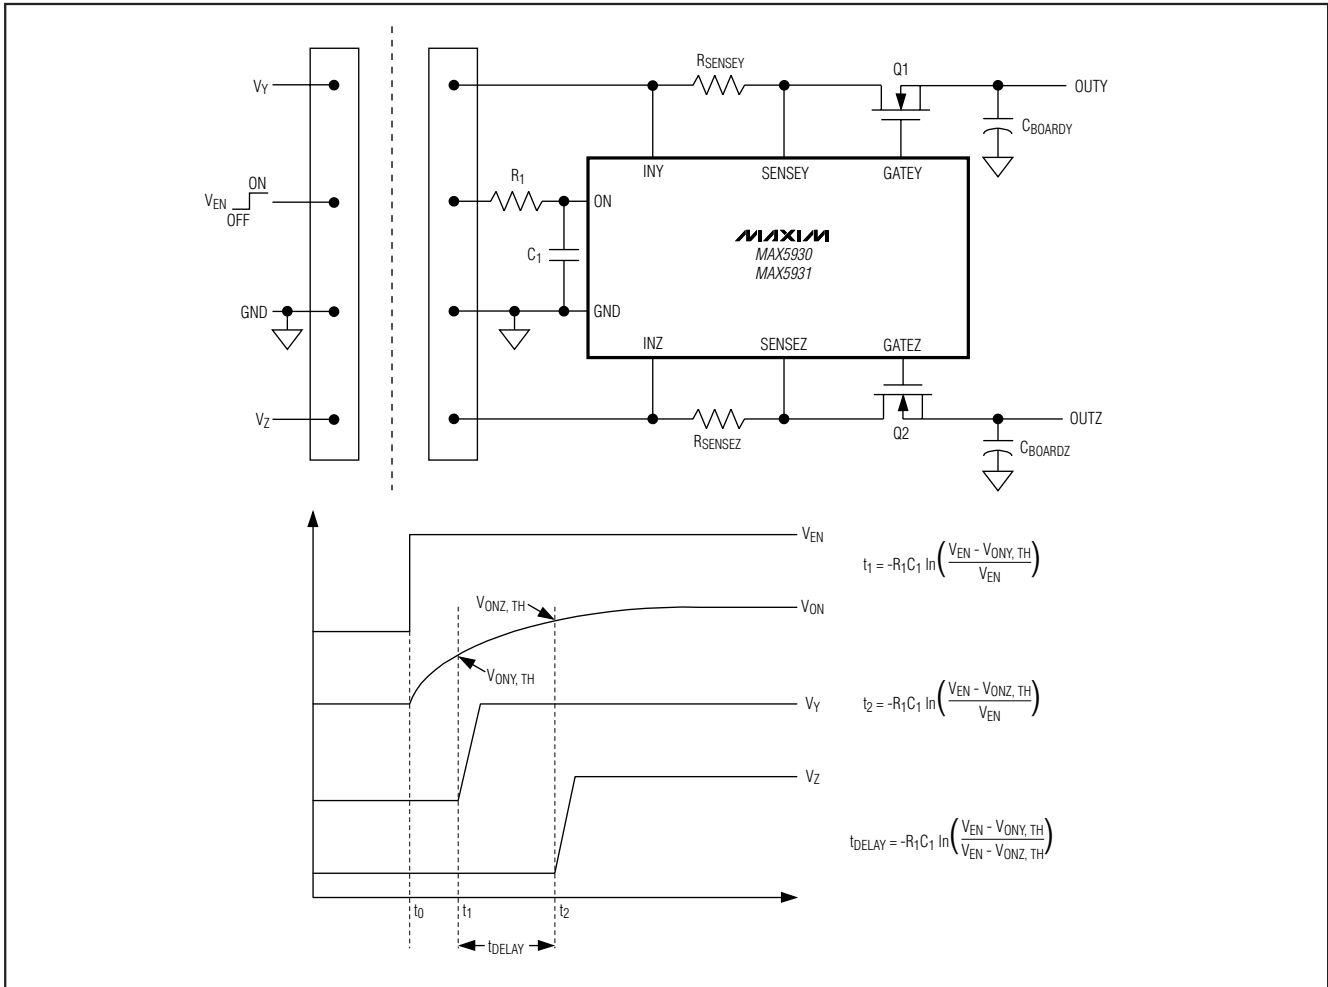 RSENSEY
Q1
VY
OUTY
CBOARDY
INY
SENSEY
GATEY
ON
VEN
OFF
R1
ON
C1
MAXIM
MAX5930
MAX5931
GND
GND
INZ
SENSEZ
GATEZ
VZ
RSENSEZ
Q2
OUTZ
CBOARDZ
VEN
t1 = -R1C1 ln(VEN - VONY, TH / VEN)
VONZ, TH
VON
VONY, TH
VY
t2 = -R1C1 ln(VEN - VONZ, TH / VEN)
VZ
tDELAY = -R1C1 ln(VEN - VONY, TH / VEN - VONZ, TH)
t0 t1 t2
tDELAY